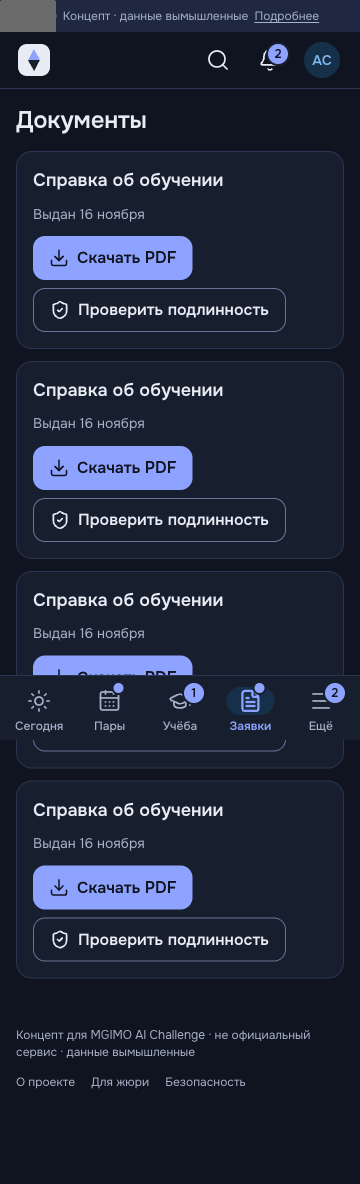 Концепт · данные вымышленные Подробнее
2
АС
Документы
Справка об обучении
Выдан 16 ноября
Скачать PDF
Проверить подлинность
Справка об обучении
Выдан 16 ноября
Скачать PDF
Проверить подлинность
Справка об обучении
Выдан 16 ноября
1
2
Сегодня Пары Учёба Заявки Ещё
Справка об обучении
Выдан 16 ноября
Скачать PDF
Проверить подлинность
Концепт для MGIMO AI Challenge · не официальный
сервис · данные вымышленные
О проекте Для жюри Безопасность